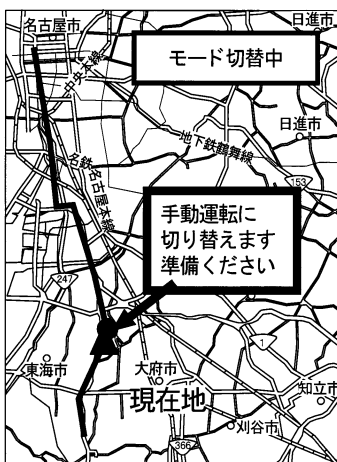 名古屋市
日進市
モード切替中
中央本線
日進市
地下鉄鶴舞線
名鉄名古屋本線
153
手動運転に
切り替えます
準備ください
247
1
東海市
大府市
知立市
現在地
刈谷市
366